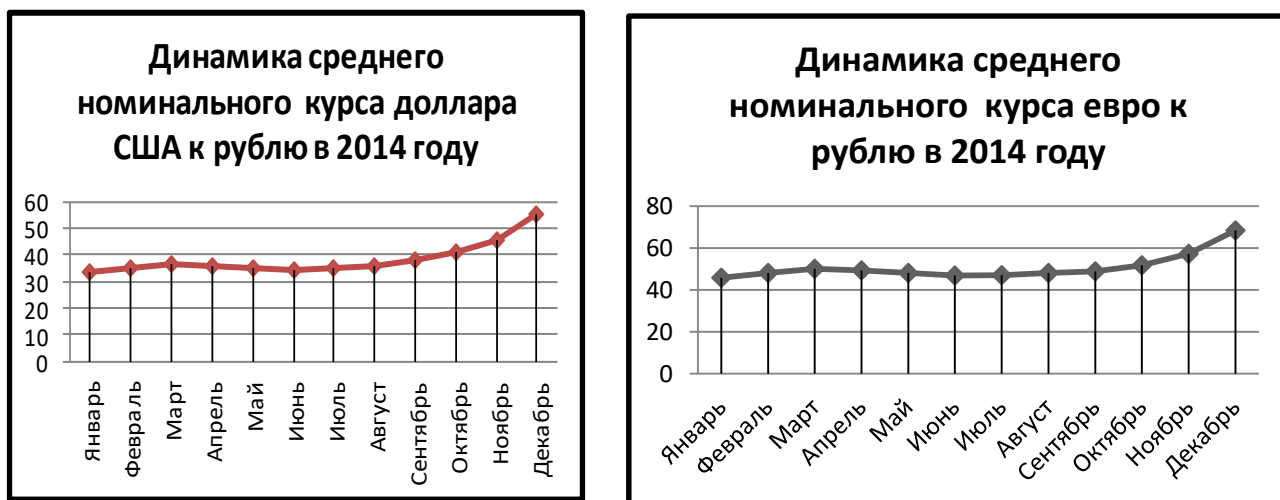 Динамика среднего
номинального курса доллара
США к рублю в 2014 году
60
50
40
30
20
10
0
Январь
Февраль
Март
Апрель
Май
Июнь
Июль
Август
Сентябрь
Октябрь
Ноябрь
Декабрь
Динамика среднего
номинального курса евро к
рублю в 2014 году
80
60
40
20
0
Январь
Февраль
Март
Апрель
Май
Июнь
Июль
Август
Сентябрь
Октябрь
Ноябрь
Декабрь